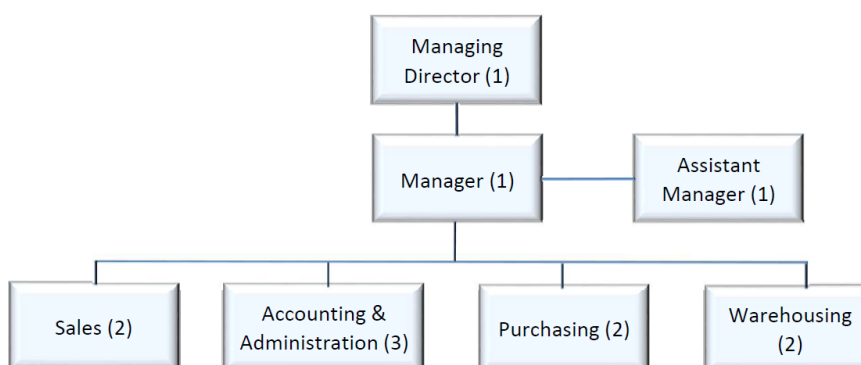 Managing
Director (1)
Manager (1)
Assistant
Manager (1)
Sales (2)
Accounting &
Administration (3)
Purchasing (2)
Warehousing
(2)